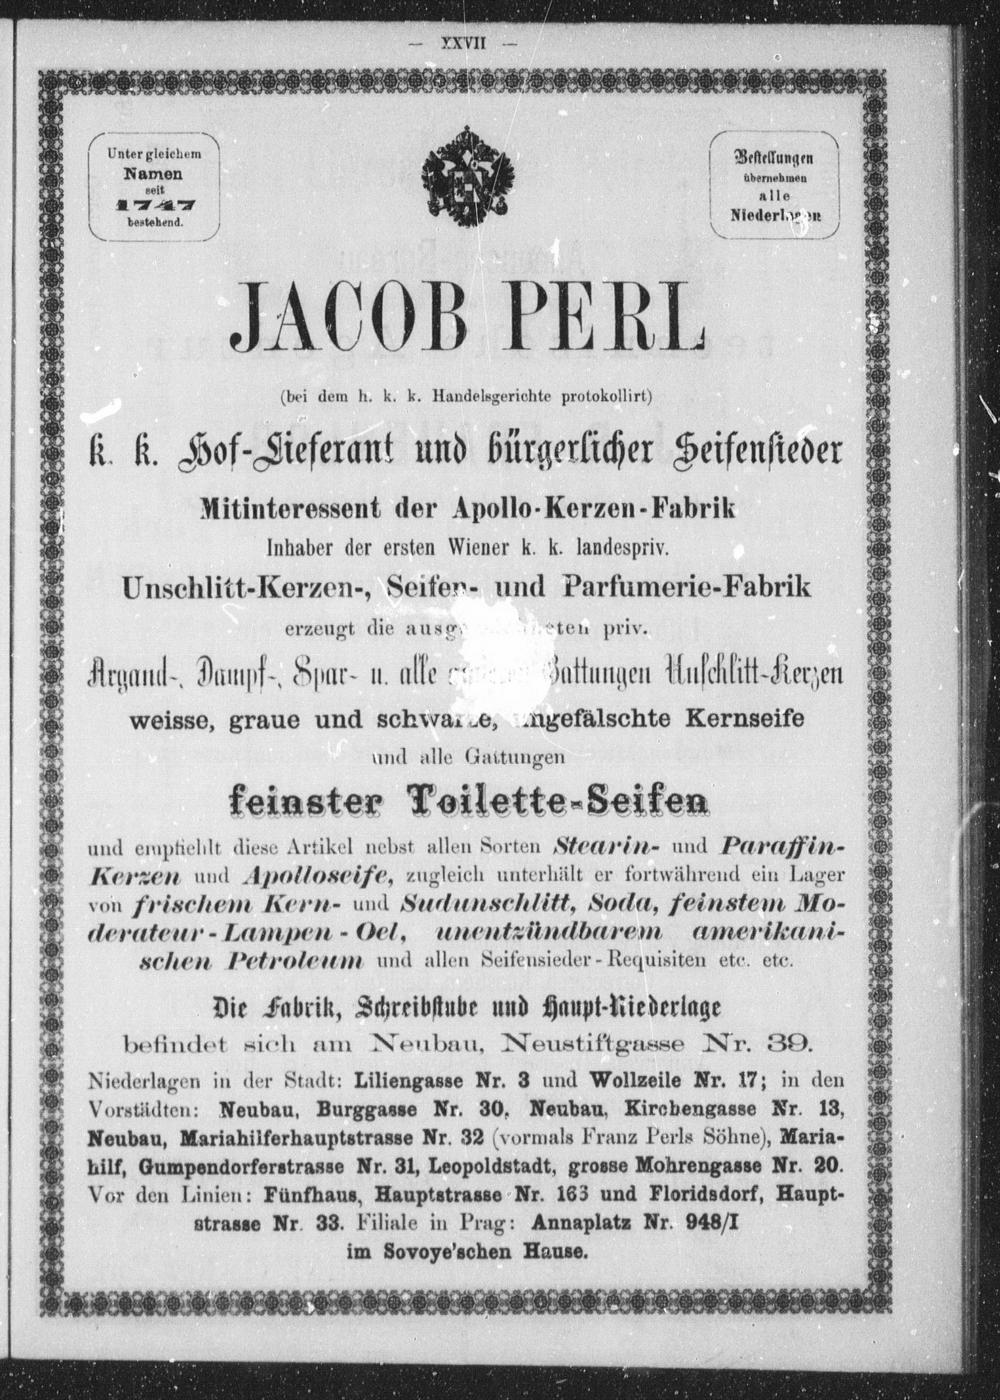 — XXVII —
Unter gleichem
Namen
seit
1747
bestehend.
Bestellungen
übernehmen
alle
Niederlagen
JACOB PERL
(bei dem h. k. k. Handelsgerichte protokollirt)
k. k. Hof-Lieferant und bürgerlicher Seifensieder
Mitinteressent der Apollo-Kerzen-Fabrik
Inhaber der ersten Wiener k. k. landespriv.
Unschlitt-Kerzen-, Seifen- und Parfumerie-Fabrik
erzeugt die priv.
Argand-, Dampf-, Spar- u. alle Gattungen Unschlitt-Kerzen
weisse, graue und schwarze, ungefälschte Kernseife
und alle Gattungen
feinster Toilette-Seifen
und empfiehlt diese Artikel nebst allen Sorten Stearin- und Paraffin-
Kerzen und Apolloseife, zugleich unterhält er fortwährend ein Lager
von frischem Kern- und Sudunschlitt, Soda, feinstem Mo-
derateur-Lampen-Oel, unentzündbarem amerikani-
schen Petroleum und allen Seifensieder-Requisiten etc. etc.
Die Fabrik, Schreibstube und Haupt-Niederlage
befindet sich am Neubau, Neustiftgasse Nr. 39.
Niederlagen in der Stadt: Liliengasse Nr. 3 und Wollzeile Nr. 17; in den
Vorstädten: Neubau, Burggasse Nr. 30, Neubau, Kirchengasse Nr. 13,
Neubau, Mariahilferhauptstrasse Nr. 32 (vormals Franz Perls Söhne), Maria-
hilf, Gumpendorferstrasse Nr. 31, Leopoldstadt, grosse Mohrengasse Nr. 20.
Vor den Linien: Fünfhaus, Hauptstrasse Nr. 163 und Floridsdorf, Haupt-
strasse Nr. 33. Filiale in Prag: Annaplatz Nr. 948/I
im Sovoye'schen Hause.